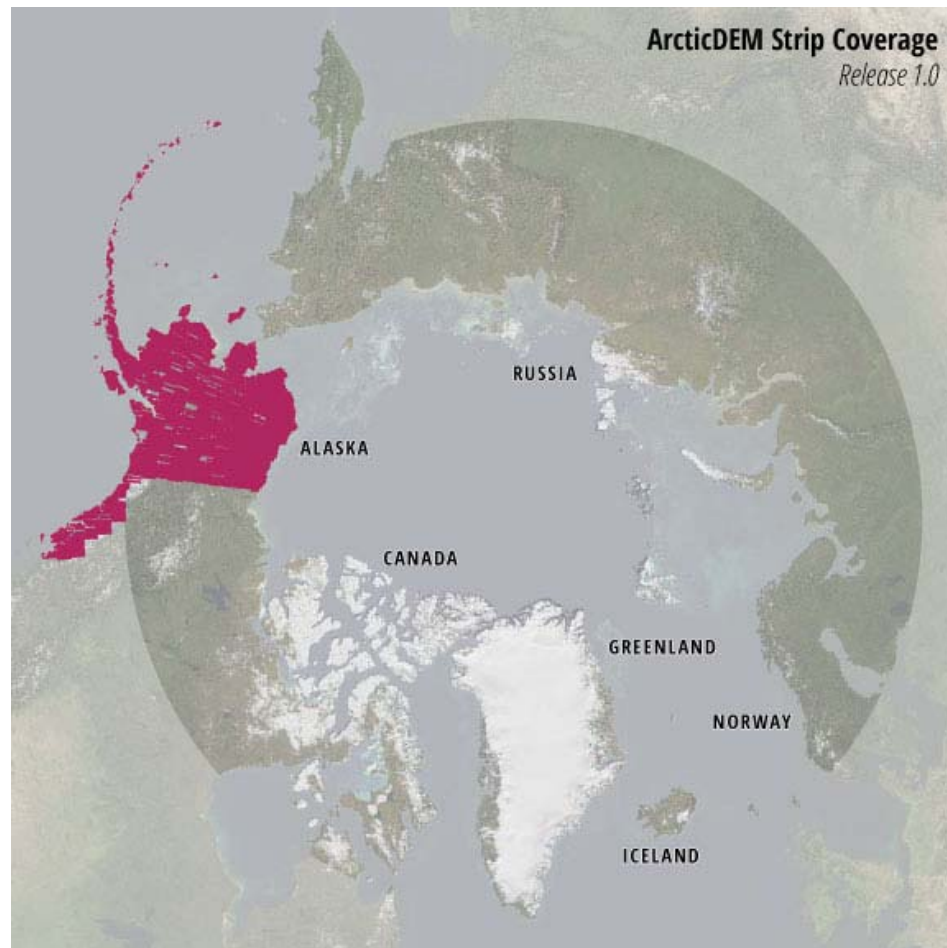 ArcticDEM Strip Coverage
Release 1.0
RUSSIA
ALASKA
CANADA
GREENLAND
NORWAY
ICELAND